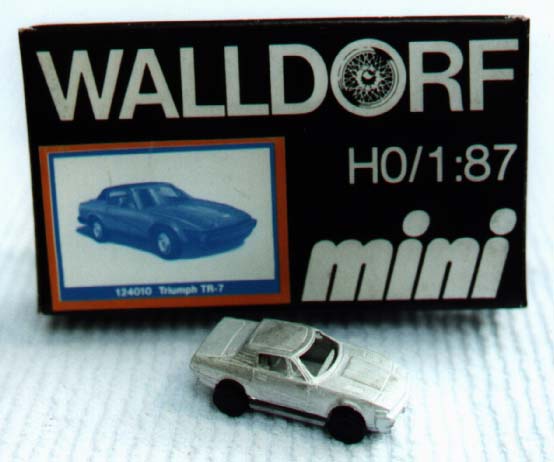 WALLDORF
H0/1:87
mini
124010 Triumph TR-7